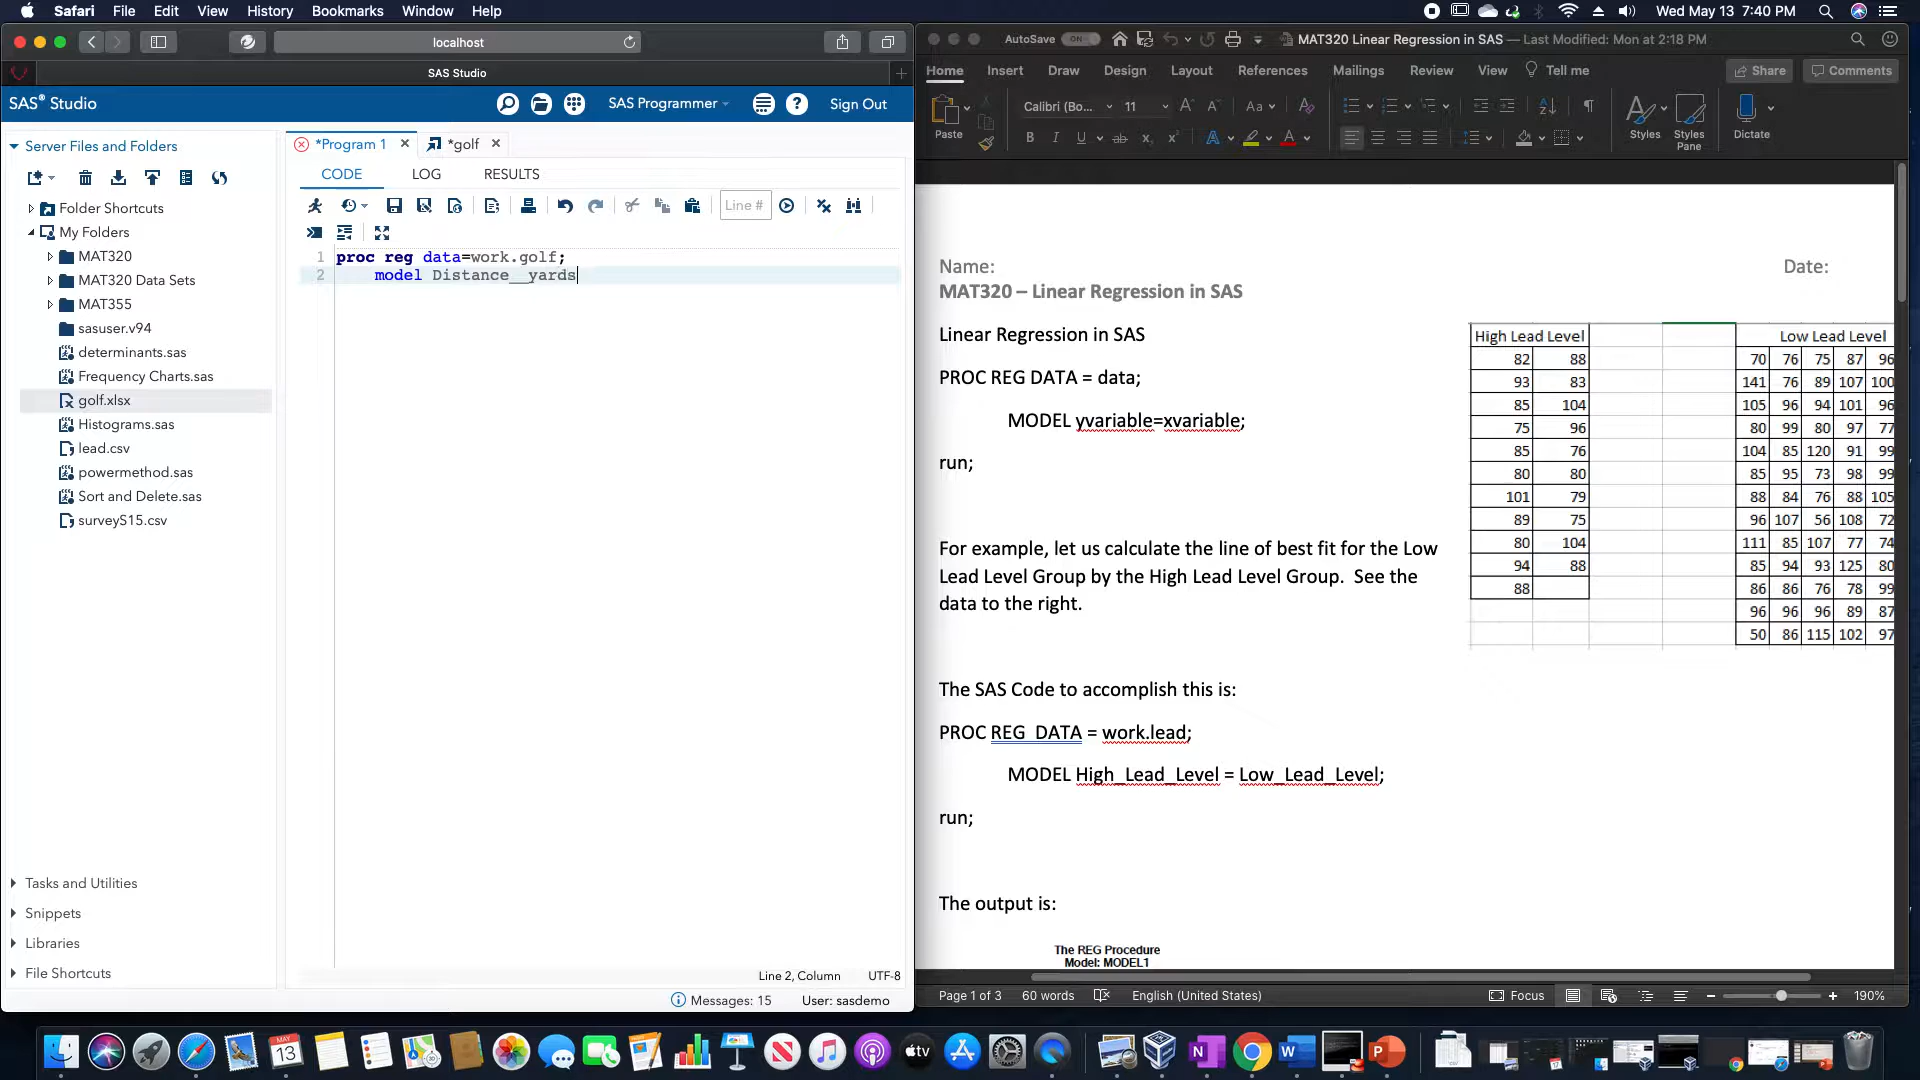 Safari File Edit View History Bookmarks Window Help
Wed May 13 7:40 PM
localhost
SAS Studio
SAS® Studio
SAS Programmer
Sign Out
Server Files and Folders
Folder Shortcuts
My Folders
MAT320
MAT320 Data Sets
MAT355
sasuser.v94
determinants.sas
Frequency Charts.sas
golf.xlsx
Histograms.sas
lead.csv
powermethod.sas
Sort and Delete.sas
surveyS15.csv
Tasks and Utilities
Snippets
Libraries
File Shortcuts
*Program 1
*golf
CODE LOG RESULTS
Line #
1 proc reg data=work.golf;
2 model Distance__yards
Line 2, Column UTF-8
Messages: 15 User: sasdemo
AutoSave ON
MAT320 Linear Regression in SAS — Last Modified: Mon at 2:18 PM
Home Insert Draw Design Layout References Mailings Review View Tell me
Share Comments
Paste
Calibri (Bo... 11
Styles
Styles Pane
Dictate
Name: Date:
MAT320 – Linear Regression in SAS
Linear Regression in SAS
PROC REG DATA = data;
MODEL yvariable=xvariable;
run;
For example, let us calculate the line of best fit for the Low
Lead Level Group by the High Lead Level Group. See the
data to the right.
The SAS Code to accomplish this is:
PROC REG DATA = work.lead;
MODEL High_Lead_Level = Low_Lead_Level;
run;
The output is:
The REG Procedure
Model: MODEL1
High Lead Level
82 88
93 83
85 104
75 96
85 76
80 80
101 79
89 75
80 104
94 88
88
Low Lead Level
70 76 75 87 96
141 76 89 107 100
105 96 94 101 96
80 99 80 97 77
104 85 120 91 99
85 95 73 98 99
88 84 76 88 105
96 107 56 108 72
111 85 107 77 74
85 94 93 125 80
86 86 76 78 99
96 96 96 89 87
50 86 115 102 97
Page 1 of 3 60 words English (United States) Focus 190%
MAY
13
tv